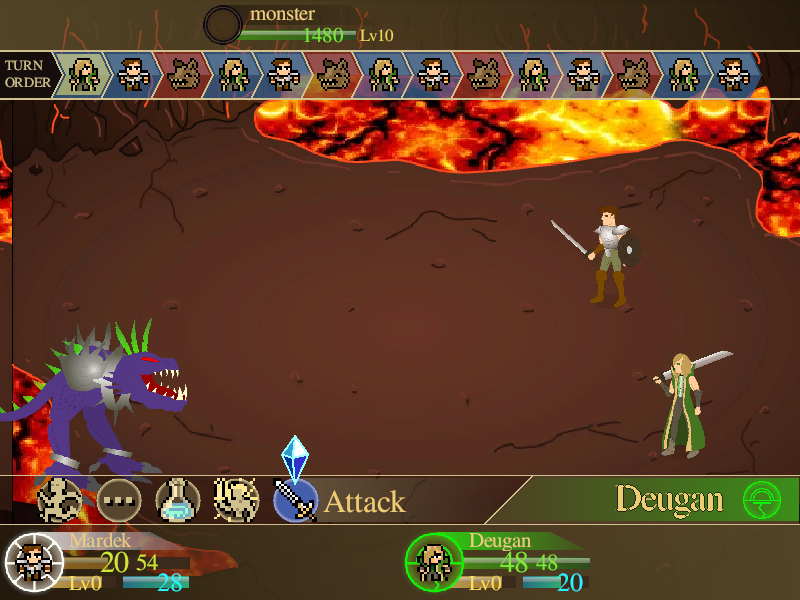 monster
1480 Lv10
TURN
ORDER
Attack
Deugan
Mardek
20 54
Lv0 28
Deugan
48 48
Lv0 20